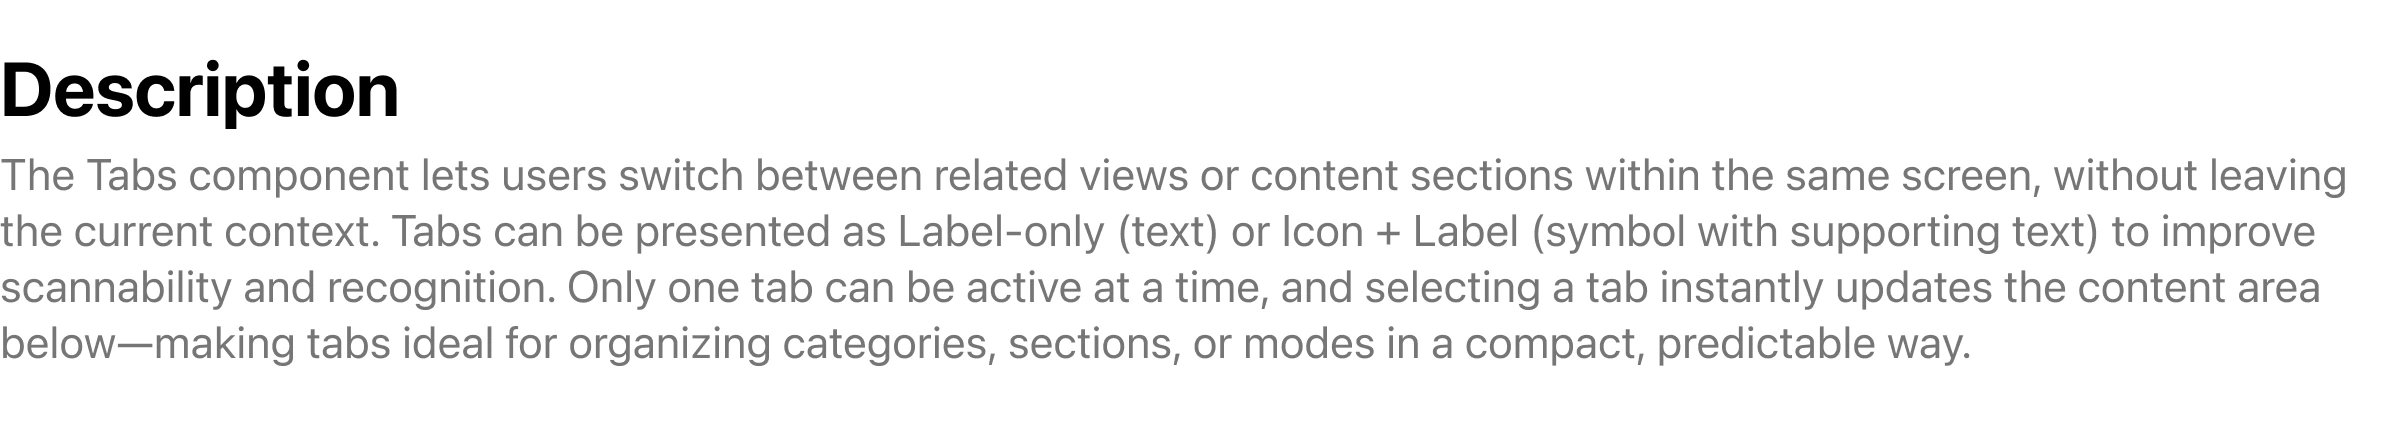 Description
The Tabs component lets users switch between related views or content sections within the same screen, without leaving
the current context. Tabs can be presented as Label-only (text) or Icon + Label (symbol with supporting text) to improve
scannability and recognition. Only one tab can be active at a time, and selecting a tab instantly updates the content area
below—making tabs ideal for organizing categories, sections, or modes in a compact, predictable way.